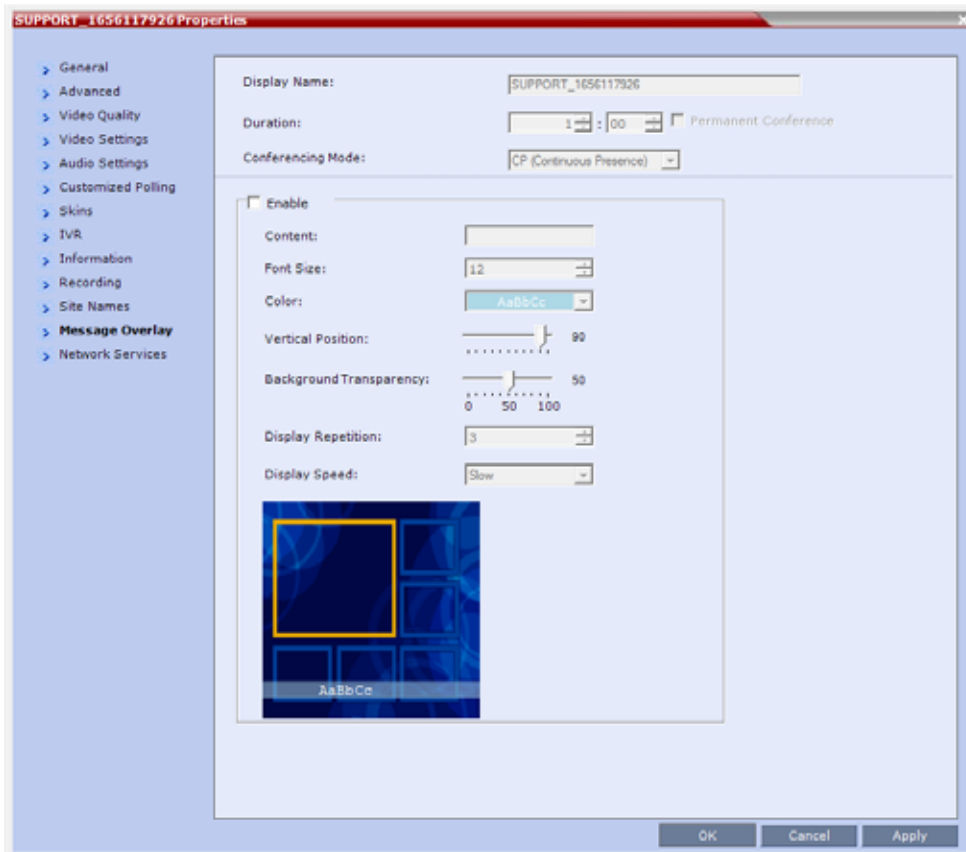 SUPPORT_1656117926 Properties
General
Advanced
Video Quality
Video Settings
Audio Settings
Customized Polling
Skins
IVR
Information
Recording
Site Names
Message Overlay
Network Services
Display Name: SUPPORT_1656117926
Duration: 1 : 00 Permanent Conference
Conferencing Mode: CP (Continuous Presence)
Enable
Content:
Font Size: 12
Color: AaBbCc
Vertical Position: 90
Background Transparency: 50
0 50 100
Display Repetition: 3
Display Speed: Slow
AaBbCc
OK Cancel Apply